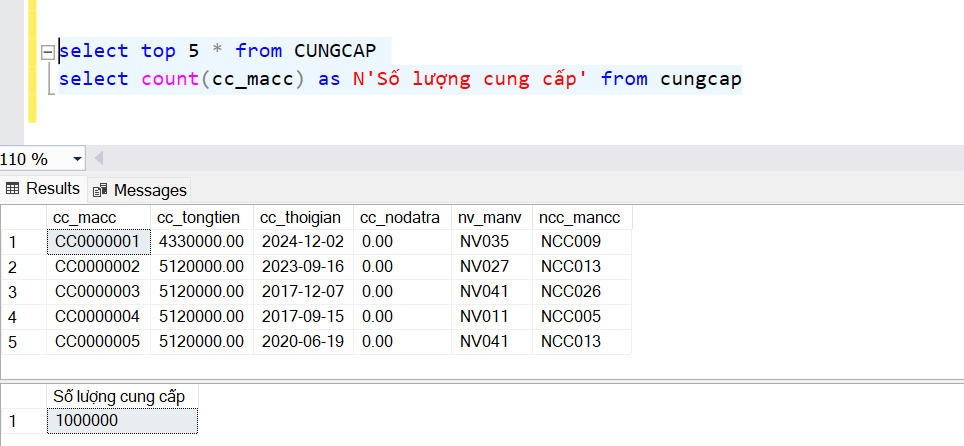 select top 5 * from CUNGCAP
select count(cc_macc) as N'Số lượng cung cấp' from cungcap
110 %
Results Messages
cc_macc cc_tongtien cc_thoigian cc_nodatra nv_manv ncc_mancc
1 CC0000001 4330000.00 2024-12-02 0.00 NV035 NCC009
2 CC0000002 5120000.00 2023-09-16 0.00 NV027 NCC013
3 CC0000003 5120000.00 2017-12-07 0.00 NV041 NCC026
4 CC0000004 5120000.00 2017-09-15 0.00 NV011 NCC005
5 CC0000005 5120000.00 2020-06-19 0.00 NV041 NCC013
Số lượng cung cấp
1 1000000